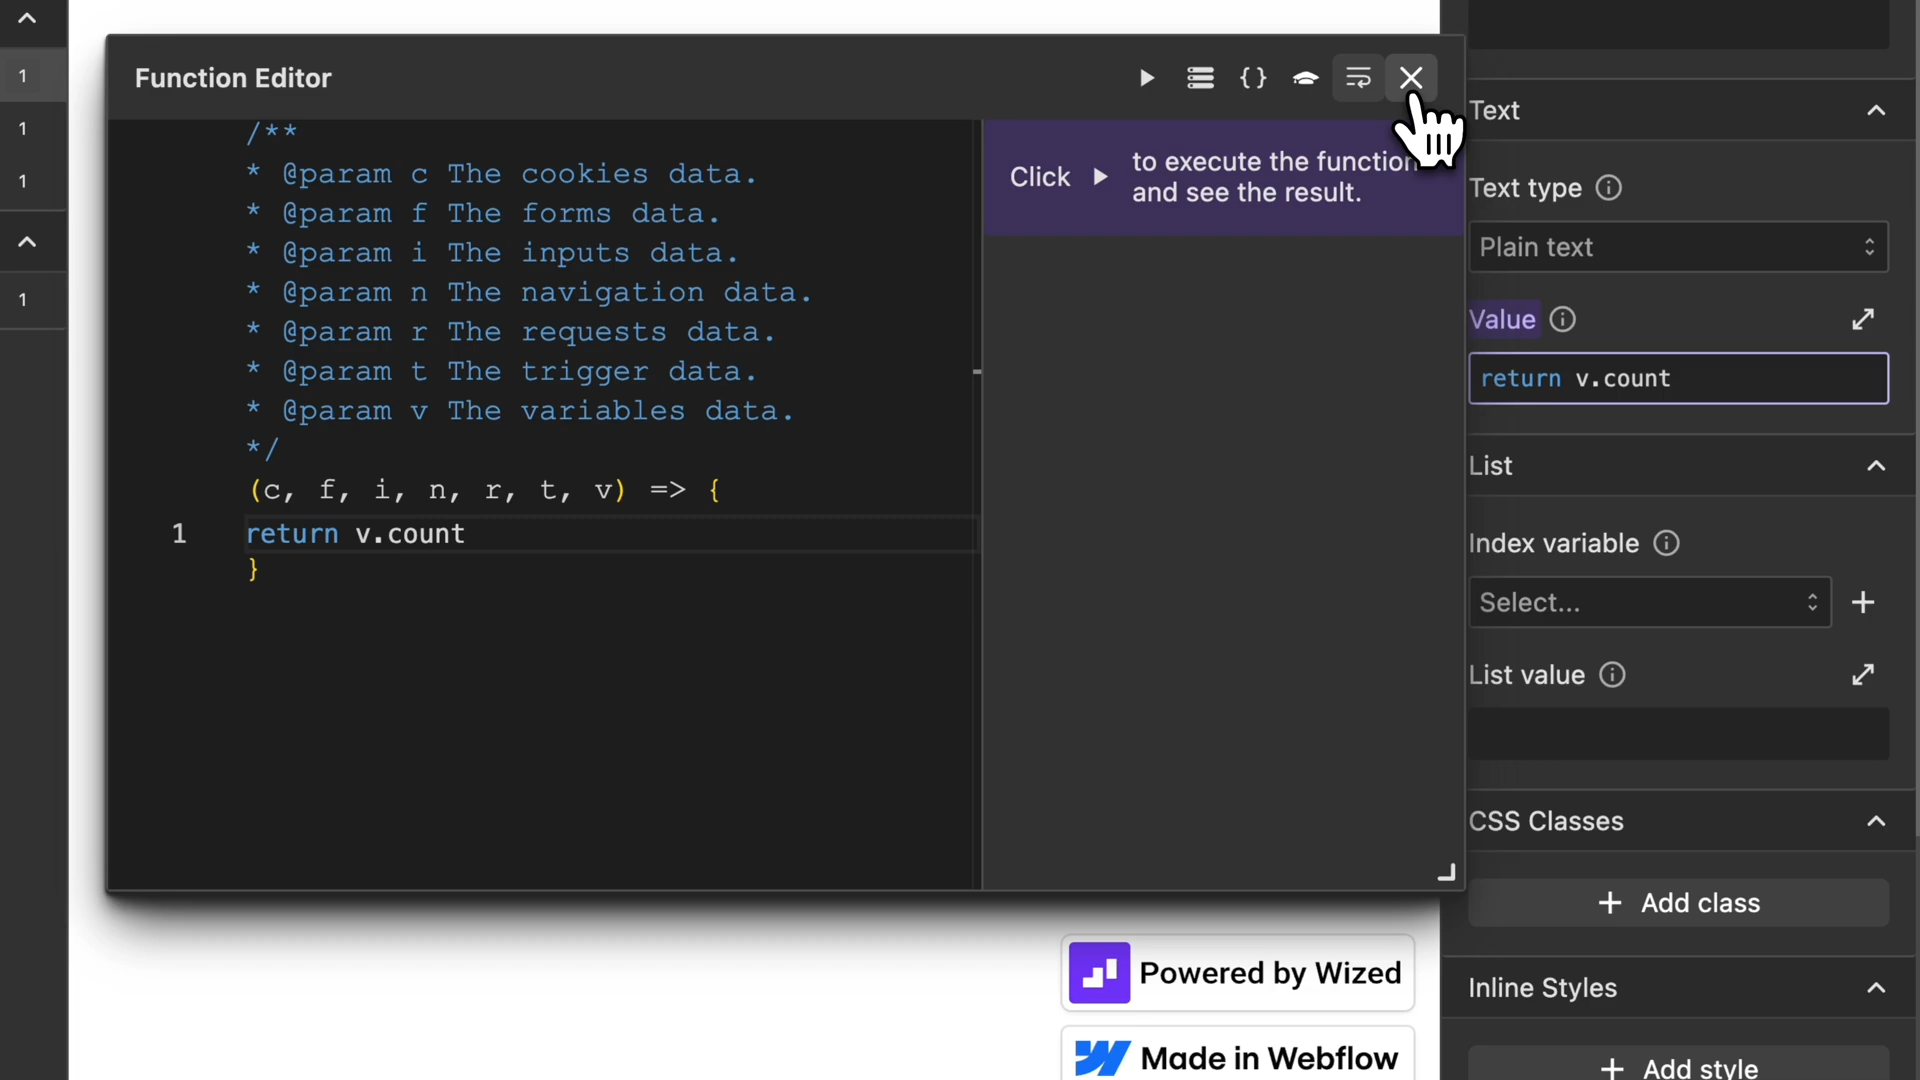 1
1
1
1
Function Editor
/**
* @param c The cookies data.
* @param f The forms data.
* @param i The inputs data.
* @param n The navigation data.
* @param r The requests data.
* @param t The trigger data.
* @param v The variables data.
*/
(c, f, i, n, r, t, v) => {
1 return v.count
}
Click
to execute the function
and see the result.
Text
Text type
Plain text
Value
return v.count
List
Index variable
Select...
List value
CSS Classes
+ Add class
Inline Styles
+ Add style
Powered by Wized
Made in Webflow